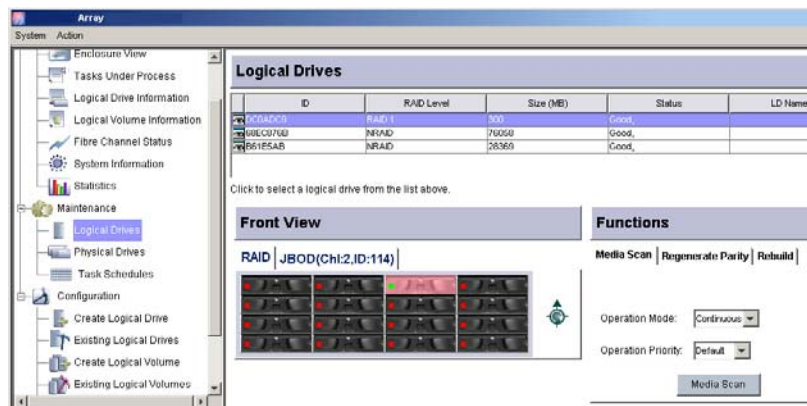 Array
System Action
Enclosure View
Tasks Under Process
Logical Drive Information
Logical Volume Information
Fibre Channel Status
System Information
Statistics
Maintenance
Logical Drives
Physical Drives
Task Schedules
Configuration
Create Logical Drive
Existing Logical Drives
Create Logical Volume
Existing Logical Volumes
Logical Drives
ID RAID Level Size (MB) Status LD Name
RAID 1 300 Good,
NRAID 76058 Good,
B61E5AB NRAID 28369 Good,
Click to select a logical drive from the list above.
Front View
RAID JBOD(Chl:2,ID:114)
Functions
Media Scan Regenerate Parity Rebuild
Operation Mode: Continuous
Operation Priority: Default
Media Scan